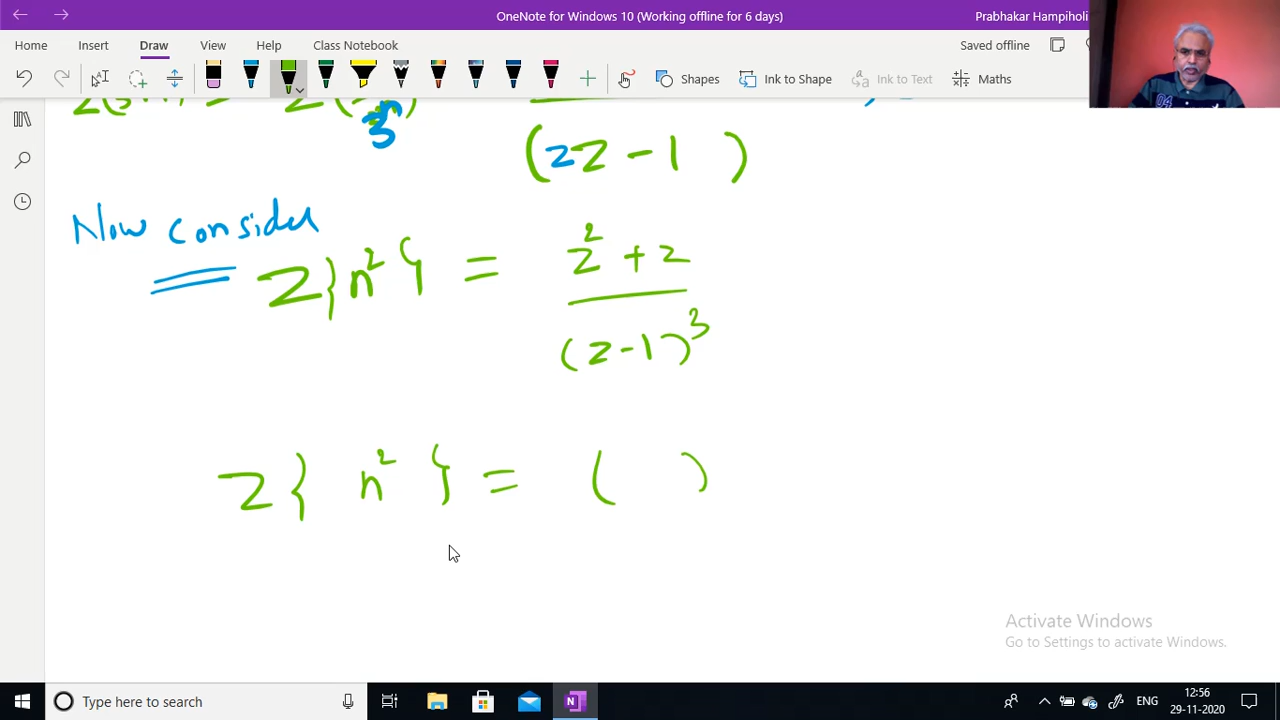 OneNote for Windows 10 (Working offline for 6 days)
Prabhakar Hampiholi
Home Insert Draw View Help Class Notebook
Saved offline
Shapes Ink to Shape Ink to Text Maths
04
3
(2z - 1 )
Now consider
Z{n²} = z² + z
(z-1)³
Z{ n² } = ( )
Activate Windows
Go to Settings to activate Windows.
Type here to search
ENG
12:56
29-11-2020